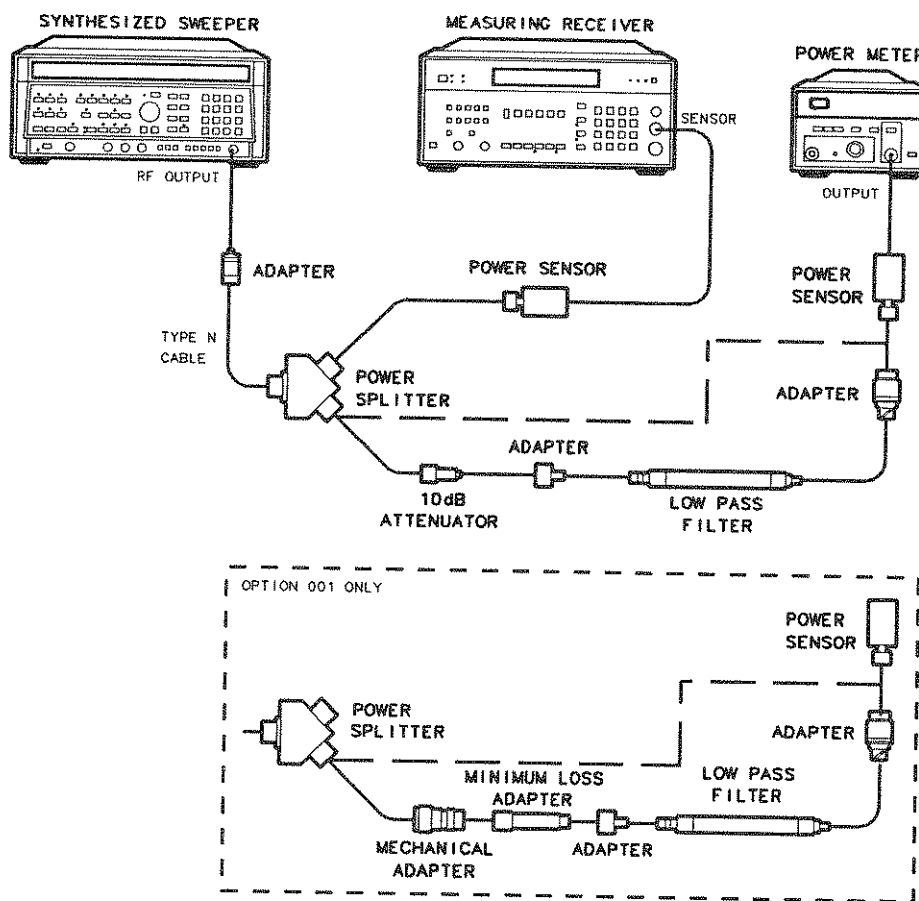 SYNTHESIZED SWEEPER
MEASURING RECEIVER
POWER METER
SENSOR
RF OUTPUT
OUTPUT
ADAPTER
POWER SENSOR
POWER
SENSOR
TYPE N
CABLE
POWER
SPLITTER
ADAPTER
ADAPTER
10dB
ATTENUATOR
LOW PASS
FILTER
OPTION 001 ONLY
POWER
SENSOR
POWER
SPLITTER
ADAPTER
MINIMUM LOSS
ADAPTER
LOW PASS
FILTER
MECHANICAL
ADAPTER
ADAPTER